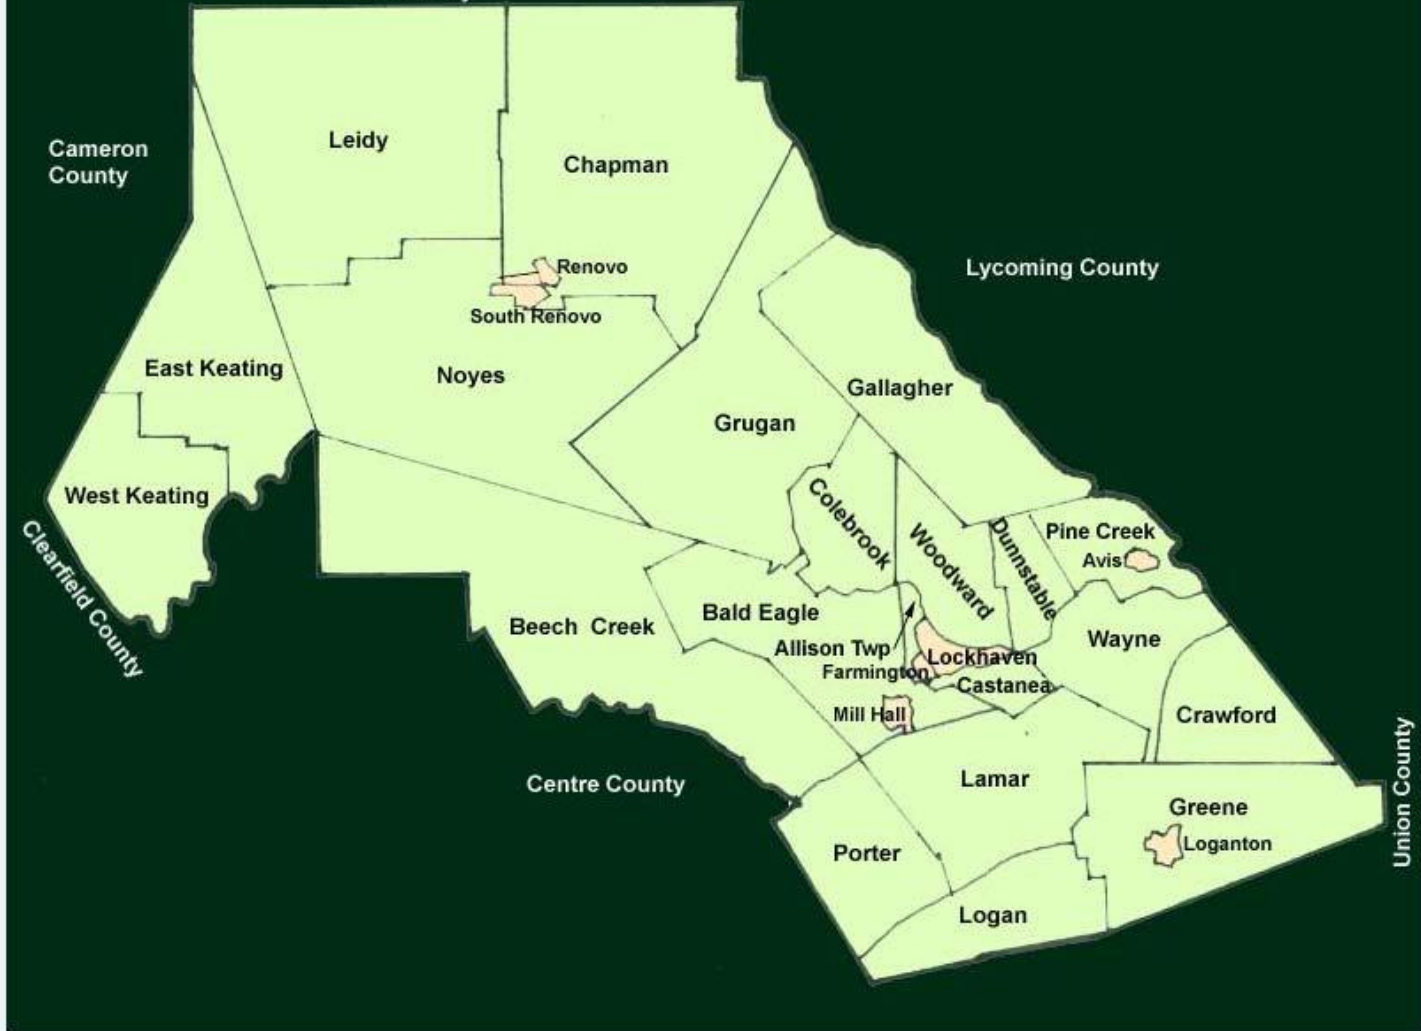 Leidy
Cameron
County
Chapman
Renovo
Lycoming County
South Renovo
East Keating
Noyes
Gallagher
Grugan
West Keating
Colebrook
Woodward
Dunnstable
Pine Creek
Avis
Clearfield County
Beech Creek
Bald Eagle
Wayne
Allison Twp
Lockhaven
Farmington
Castanea
Mill Hall
Crawford
Union County
Centre County
Lamar
Greene
Loganton
Porter
Logan